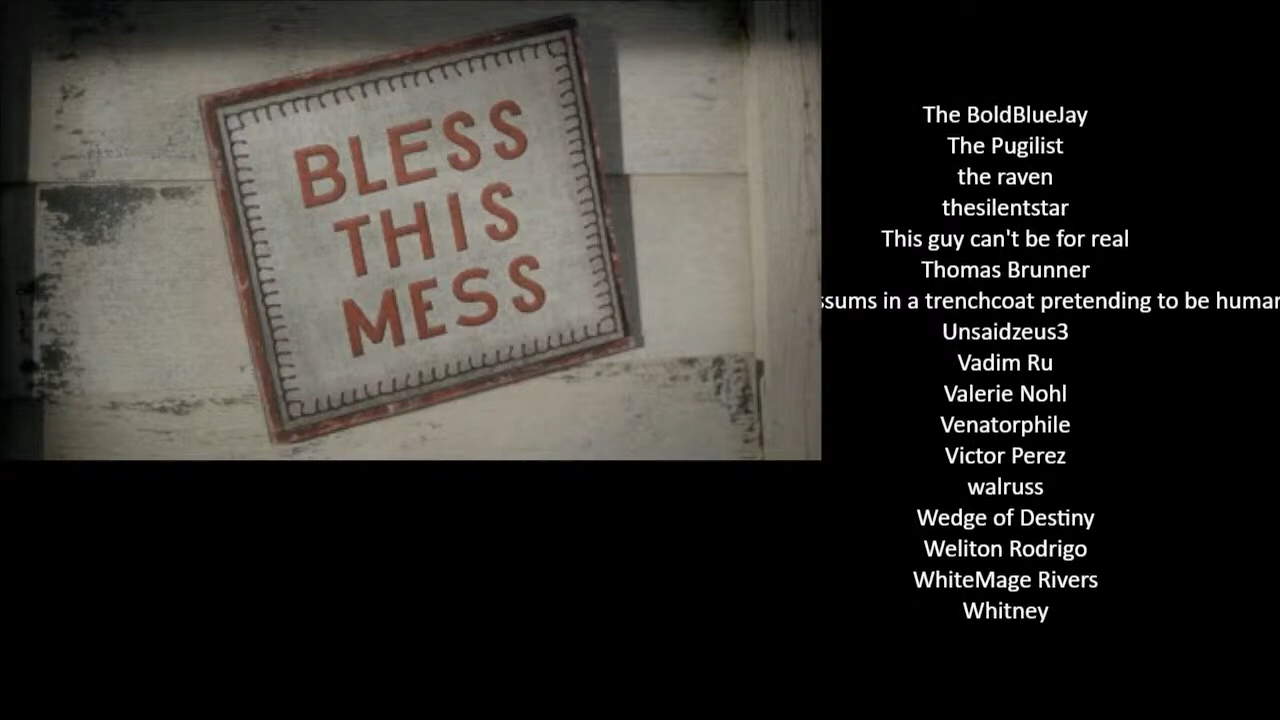 BLESS
THIS
MESS
The BoldBlueJay
The Pugilist
the raven
thesilentstar
This guy can't be for real
Thomas Brunner
in a trenchcoat pretending to be
Unsaidzeus3
Vadim Ru
Valerie Nohl
Venatorphile
Victor Perez
walruss
Wedge of Destiny
Weliton Rodrigo
WhiteMage Rivers
Whitney